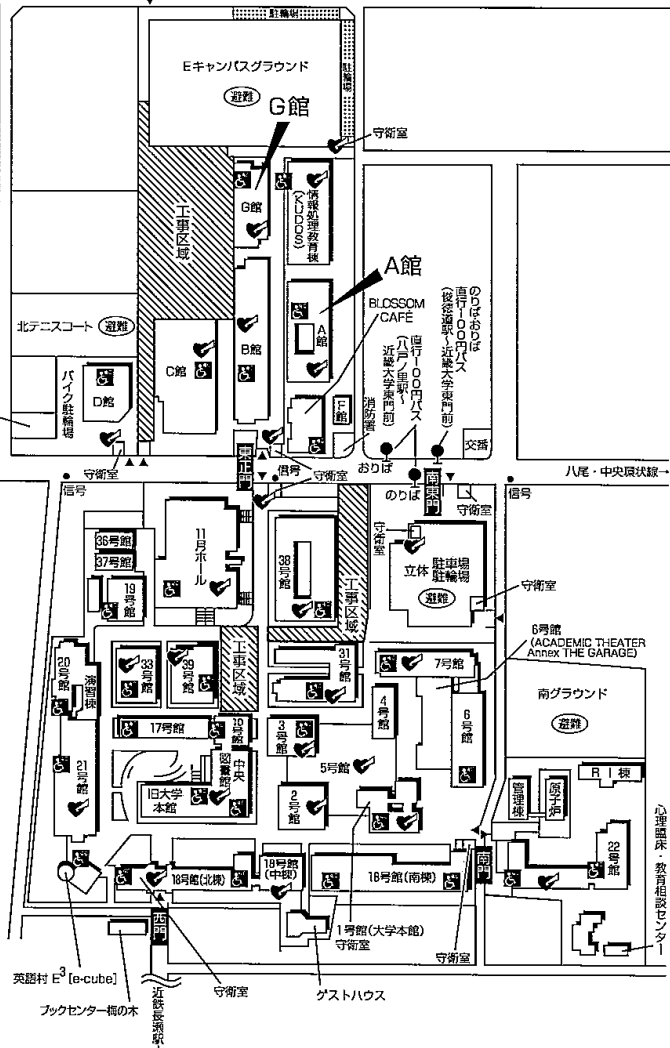 駐輪場
Eキャンパスグラウンド
避難
駐輪場
G館
守衛室
G館
情報処理教育棟
(KUDOS)
工事区域
A館
北テニスコート
避難
BLOSSOM
CAFÉ
A館
B館
C館
D館
バイク駐輪場
F館
消防署
直行100円バス
(八戸ノ里駅〜
近畿大学東門前)
のりば・おりば
直行100円バス
(俊徳道駅〜近畿大学東門前)
交番
おりば
のりば
守衛室
東正門
信号
守衛室
南東門
守衛室
八尾・中央環状線→
信号
信号
36号館
37号館
19号館
11月ホール
38号館
工事区域
守衛室
立体
駐車場
駐輪場
避難
守衛室
6号館
(ACADEMIC THEATER
Annex THE GARAGE)
20号館
演習棟
33号館
39号館
工事区域
31号館
7号館
4号館
6号館
南グラウンド
避難
17号館
3号館
5号館
中央
図書館
旧大学
本館
21号館
2号館
管理棟
原子炉
RI棟
22号館
心理臨床・教育相談センター
18号館(北棟)
18号館
(中棟)
18号館(南棟)
南門
西門
1号館(大学本館)
守衛室
守衛室
英語村 E³ [e-cube]
ブックセンター梅の木
近鉄長瀬駅
守衛室
ゲストハウス